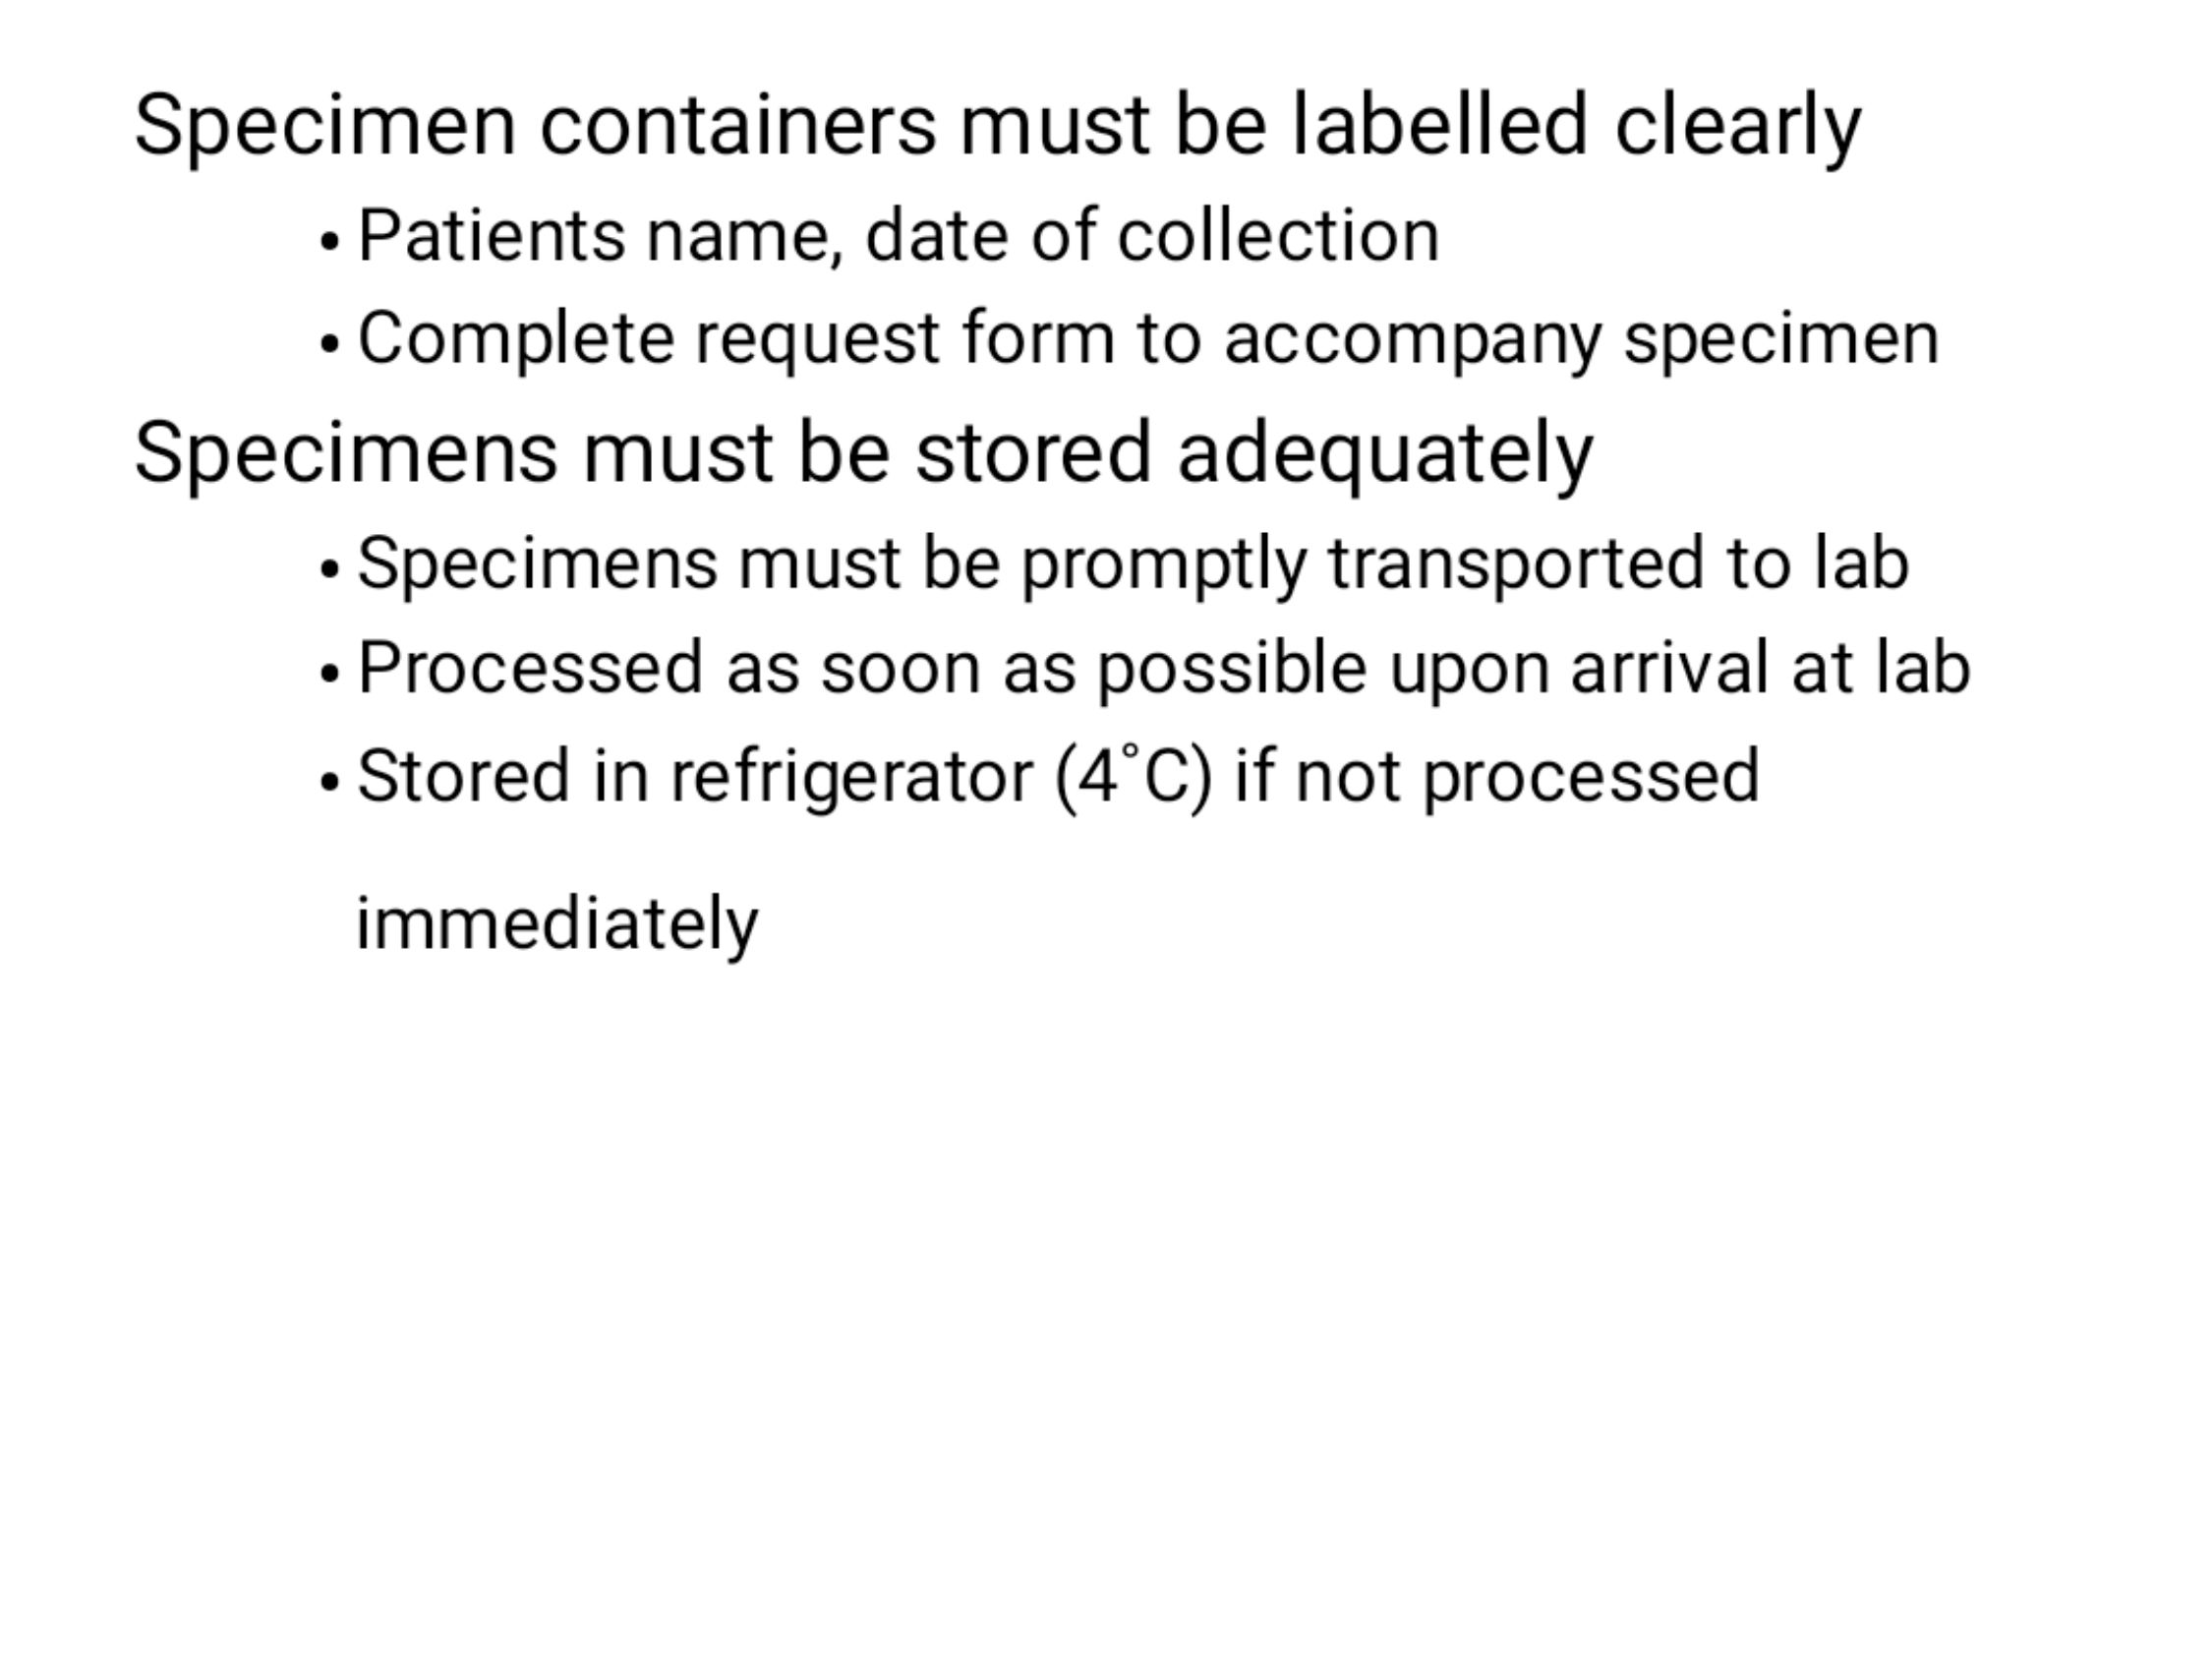 Specimen containers must be labelled clearly
• Patients name, date of collection
• Complete request form to accompany specimen
Specimens must be stored adequately
• Specimens must be promptly transported to lab
• Processed as soon as possible upon arrival at lab
• Stored in refrigerator (4˚C) if not processed
immediately